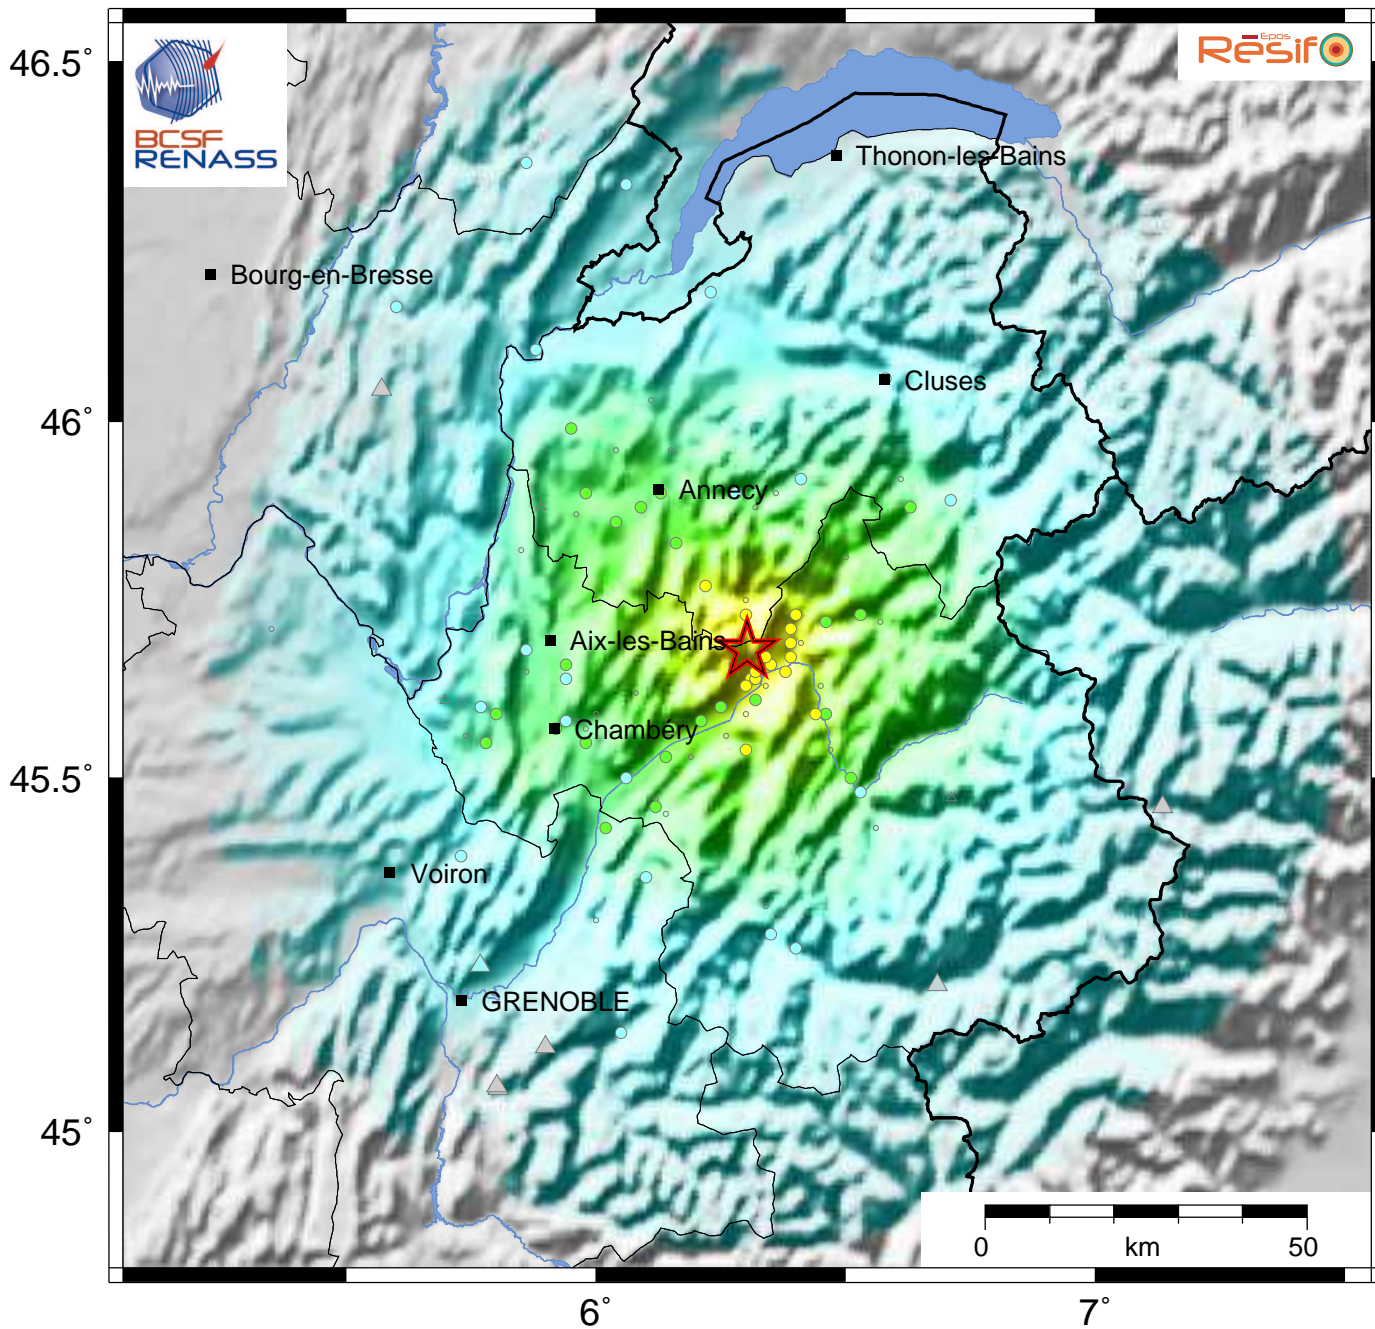 46.5°
BCSF
RENASS
Epos
Résif
Thonon-les-Bains
Bourg-en-Bresse
Cluses
46°
Annecy
Aix-les-Bains
Chambéry
45.5°
Voiron
GRENOBLE
45°
0 km 50
6° 7°